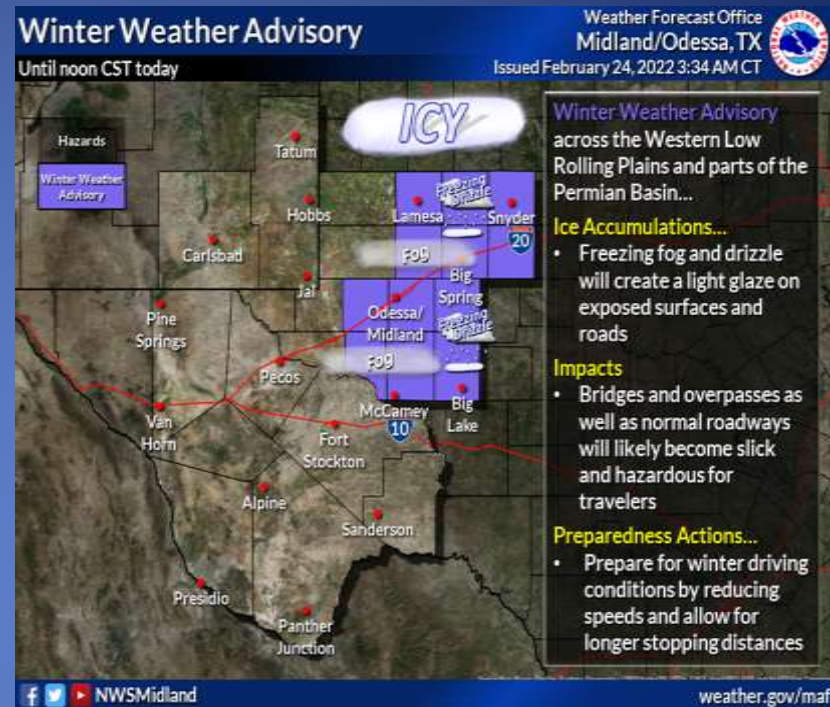 Winter Weather Advisory
Weather Forecast Office
Midland/Odessa, TX
Until noon CST today
Issued February 24, 2022 3:34 AM CT
Hazards
Winter Weather
Advisory
ICY
Tatum
Hobbs
Carlsbad
Jal
Lamesa
Freezing
Drizzle
Snyder
20
Fog
Big
Spring
Odessa/
Midland
Freezing
Drizzle
Fog
Pine
Springs
Pecos
Van
Horn
McCamey
10
Big
Lake
Fort
Stockton
Alpine
Sanderson
Presidio
Panther
Junction
Winter Weather Advisory
across the Western Low
Rolling Plains and parts of the
Permian Basin...
Ice Accumulations...
• Freezing fog and drizzle
will create a light glaze on
exposed surfaces and
roads
Impacts
• Bridges and overpasses as
well as normal roadways
will likely become slick
and hazardous for
travelers
Preparedness Actions...
• Prepare for winter driving
conditions by reducing
speeds and allow for
longer stopping distances
NWSMidland
weather.gov/maf